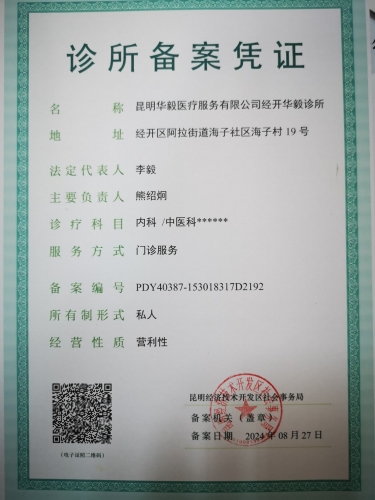 诊所备案凭证
名称 昆明华毅医疗服务有限公司经开华毅诊所
地址 经开区阿拉街道海子社区海子村19号
法定代表人 李毅
主要负责人 熊绍炯
诊疗科目 内科 /中医科******
服务方式 门诊服务
备案编号 PDY40387-153018317D2192
所有制形式 私人
经营性质 营利性
昆明经济技术开发区社会事务局
备案机关（盖章）
备案日期 2024年08月27日
（电子证照二维码）